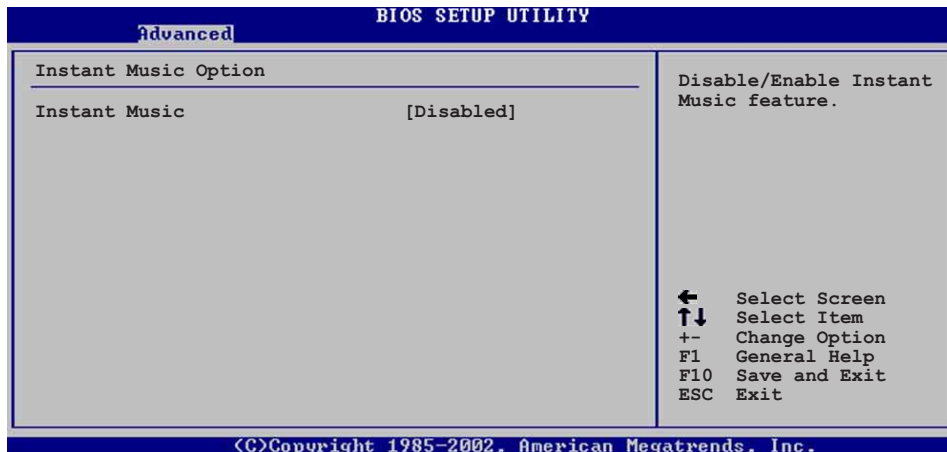 BIOS SETUP UTILITY
Advanced
Instant Music Option
Instant Music [Disabled]
Disable/Enable Instant
Music feature.
← Select Screen
↑↓ Select Item
+- Change Option
F1 General Help
F10 Save and Exit
ESC Exit
(C)Copyright 1985-2002, American Megatrends, Inc.